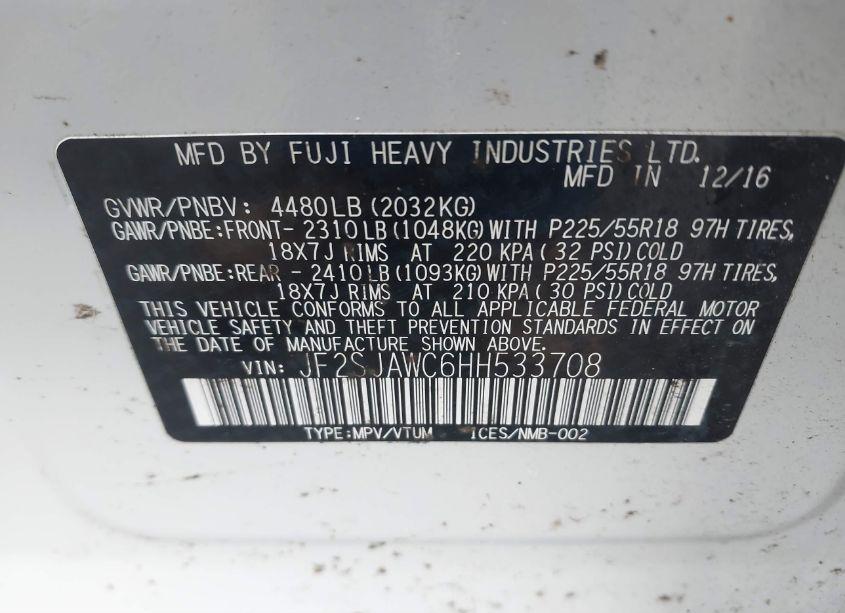 MFD BY FUJI HEAVY INDUSTRIES LTD.
MFD IN 12/16
GVWR/PNBV: 4480LB(2032KG)
GAWR/PNBE:FRONT- 2310LB(1048KG)WITH P225/55R18 97H TIRES,
18X7J RIMS AT 220 KPA(32 PSI)COLD
GAWR/PNBE:REAR - 2410LB(1093KG)WITH P225/55R18 97H TIRES,
18X7J RIMS AT 210 KPA(30 PSI)COLD
THIS VEHICLE CONFORMS TO ALL APPLICABLE FEDERAL MOTOR
VEHICLE SAFETY AND THEFT PREVENTION STANDARDS IN EFFECT ON
THE DATE OF MANUFACTURE SHOWN ABOVE.
VIN: JF2SJAWC6HH533708
TYPE:MPV/VTUM ICES/NMB-002